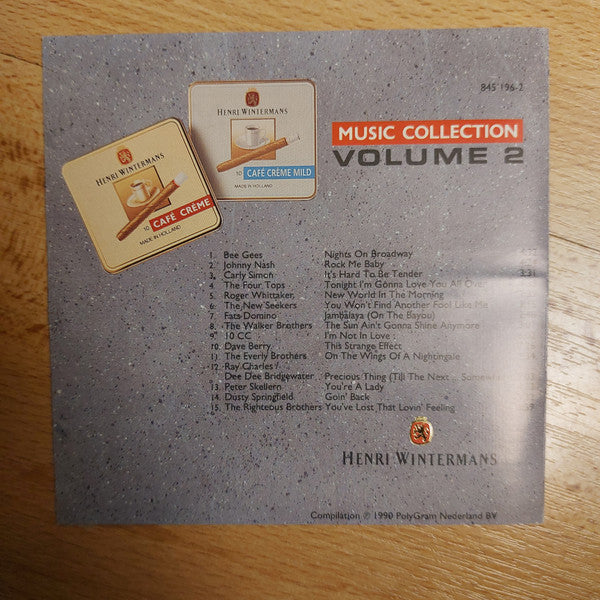 845 196-2
HENRI WINTERMANS
10 CAFÉ CRÈME MILD
MADE IN HOLLAND
MUSIC COLLECTION
VOLUME 2
HENRI WINTERMANS
10 CAFÉ CRÈME
MADE IN HOLLAND
1. Bee Gees Nights On Broadway
2. Johnny Nash Rock Me Baby
3. Carly Simon It's Hard To Be Tender 3:31
4. The Four Tops Tonight I'm Gonna Love You All Over
5. Roger Whittaker New World In The Morning
6. The New Seekers You Won't Find Another Fool Like Me
7. Fats Domino Jambalaya (On The Bayou)
8. The Walker Brothers The Sun Ain't Gonna Shine Anymore
9. 10 CC I'm Not In Love
10. Dave Berry This Strange Effect
11. The Everly Brothers On The Wings Of A Nightingale
12. Ray Charles /
Dee Dee Bridgewater Precious Thing (Till The Next ... Somewhere)
13. Peter Skellern You're A Lady
14. Dusty Springfield Goin' Back
15. The Righteous Brothers You've Lost That Lovin' Feeling
HENRI WINTERMANS
Compilation ℗ 1990 PolyGram Nederland BV